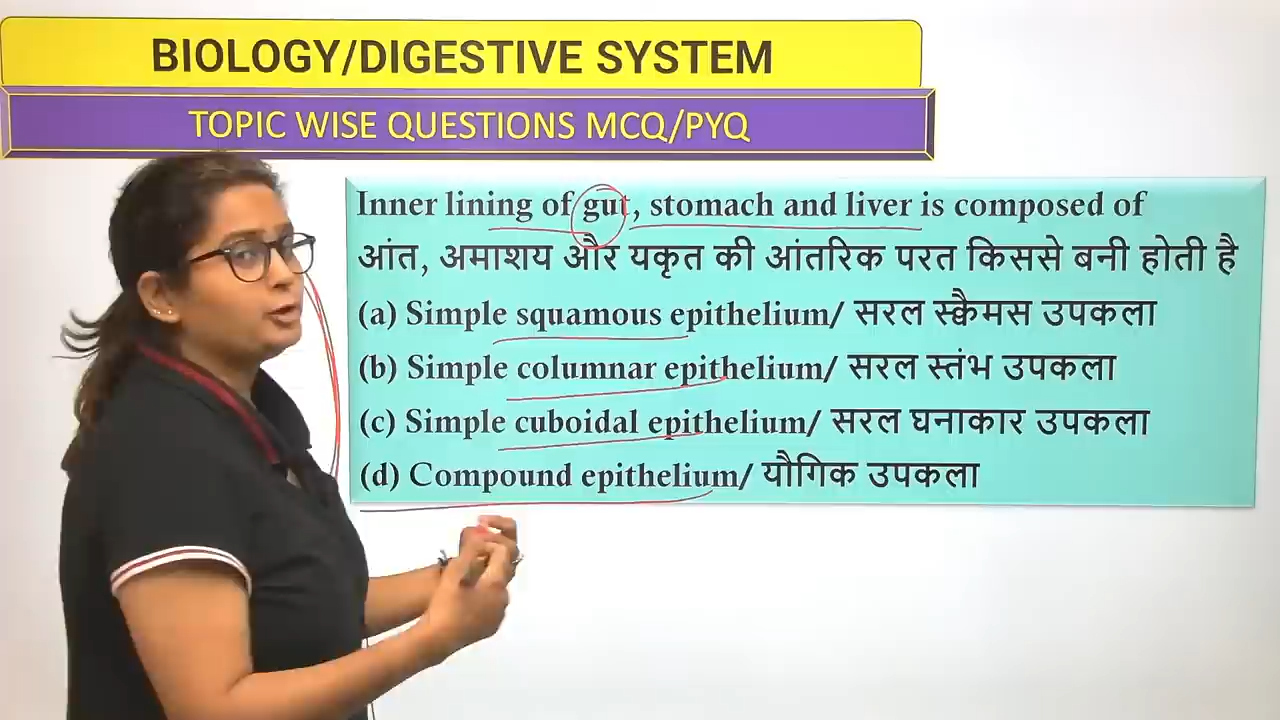 BIOLOGY/DIGESTIVE SYSTEM
TOPIC WISE QUESTIONS MCQ/PYQ
Inner lining of gut, stomach and liver is composed of
आंत, अमाशय और यकृत की आंतरिक परत किससे बनी होती है
(a) Simple squamous epithelium/ सरल स्क्वैमस उपकला
(b) Simple columnar epithelium/ सरल स्तंभ उपकला
(c) Simple cuboidal epithelium/ सरल घनाकार उपकला
(d) Compound epithelium/ यौगिक उपकला